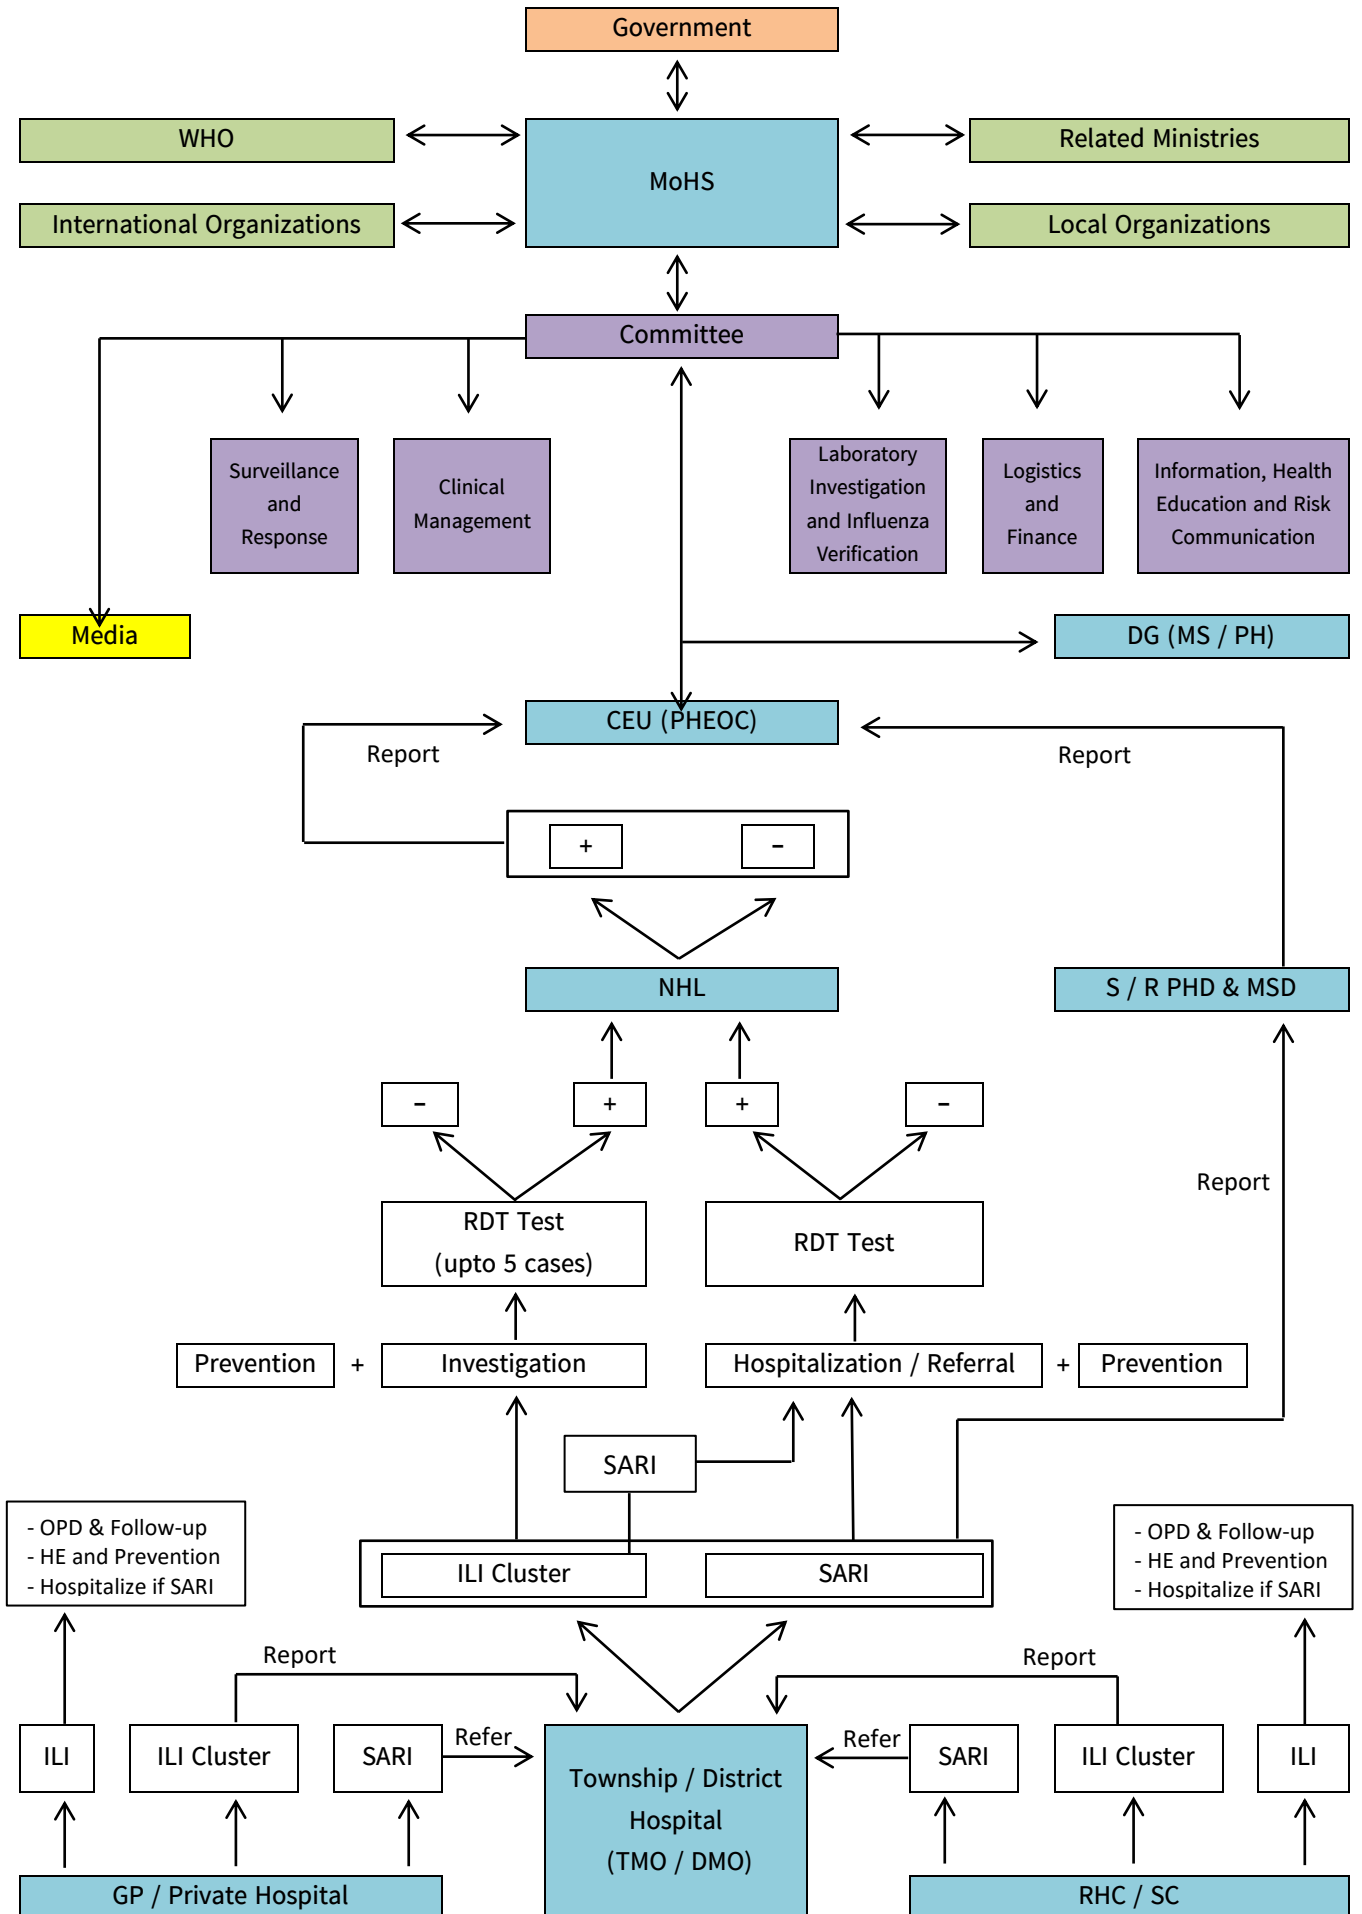 Government
WHO
Related Ministries
MoHS
International Organizations
Local Organizations
Committee
Surveillance
and
Response
Clinical
Management
Laboratory
Investigation
and Influenza
Verification
Logistics
and
Finance
Information, Health
Education and Risk
Communication
Media
DG (MS / PH)
CEU (PHEOC)
Report
Report
+
-
NHL
S / R PHD & MSD
-
+
+
-
Report
RDT Test
(upto 5 cases)
RDT Test
Prevention
+
Investigation
Hospitalization / Referral
+
Prevention
SARI
- OPD & Follow-up
- HE and Prevention
- Hospitalize if SARI
- OPD & Follow-up
- HE and Prevention
- Hospitalize if SARI
ILI Cluster
SARI
Report
Report
ILI
ILI Cluster
SARI
Refer
Township / District
Hospital
(TMO / DMO)
Refer
SARI
ILI Cluster
ILI
GP / Private Hospital
RHC / SC